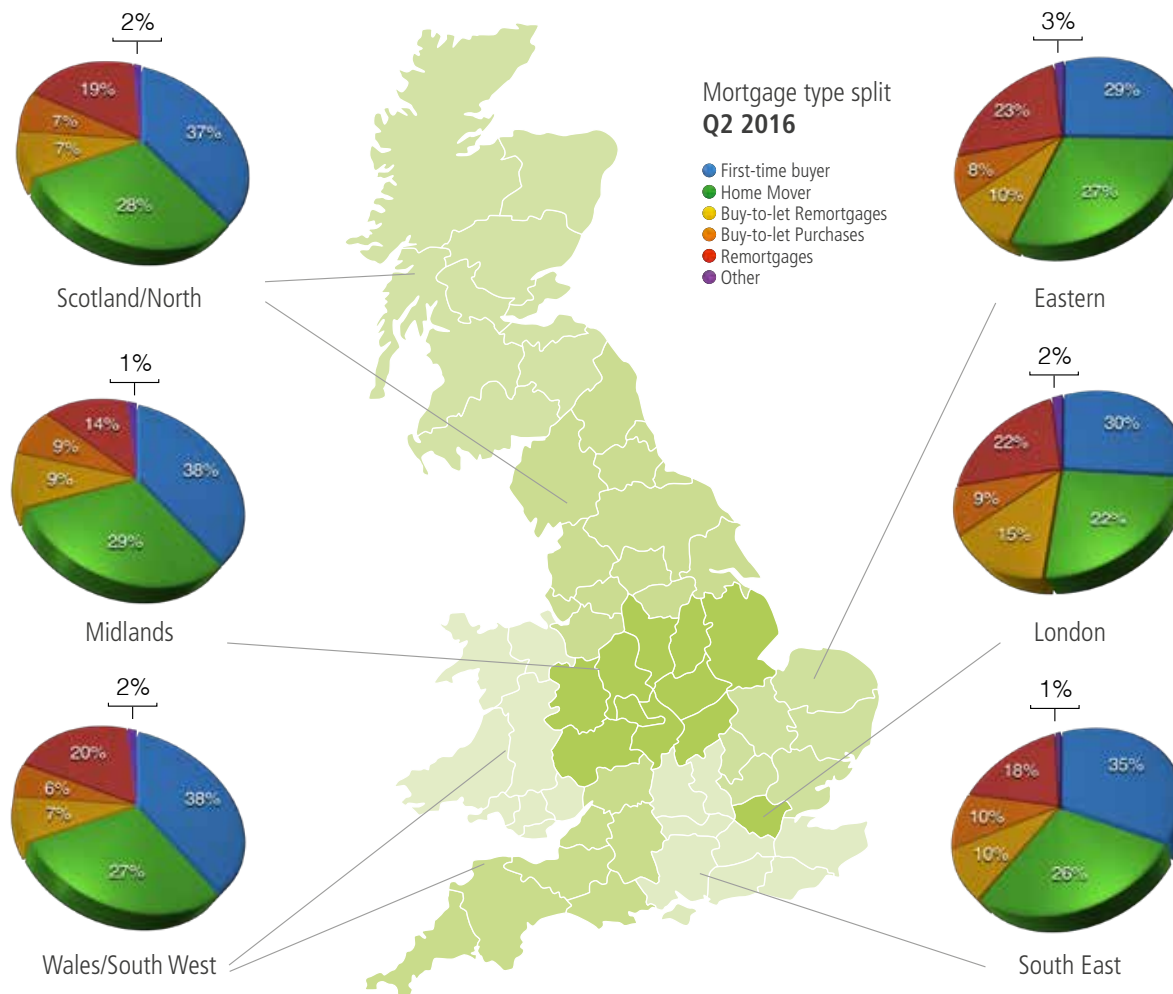 2%
19%
37%
7%
7%
28%
Scotland/North
1%
14%
38%
9%
9%
29%
Midlands
2%
20%
38%
6%
7%
27%
Wales/South West
Mortgage type split
Q2 2016
First-time buyer
Home Mover
Buy-to-let Remortgages
Buy-to-let Purchases
Remortgages
Other
3%
29%
23%
8%
10%
27%
Eastern
2%
30%
22%
9%
15%
22%
London
1%
35%
18%
10%
10%
26%
South East